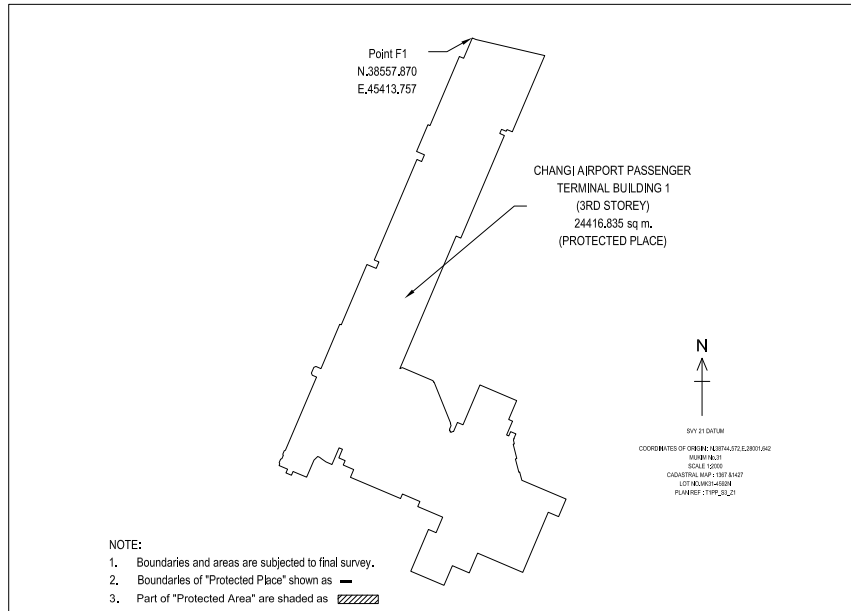 Point F1
N.38557.870
E.45413.757
CHANGI AIRPORT PASSENGER
TERMINAL BUILDING 1
(3RD STOREY)
24416.835 sq m.
(PROTECTED PLACE)
N
SVY 21 DATUM
COORDINATES OF ORIGIN : N.38744.572,E.28001.642
MUKIM No.31
SCALE 1:2000
CADASTRAL MAP : 1367 &1427
LOT NO.MK31-4592N
PLAN REF : T1PP_S3_Z1
NOTE:
1. Boundaries and areas are subjected to final survey.
2. Boundaries of "Protected Place" shown as
3. Part of "Protected Area" are shaded as